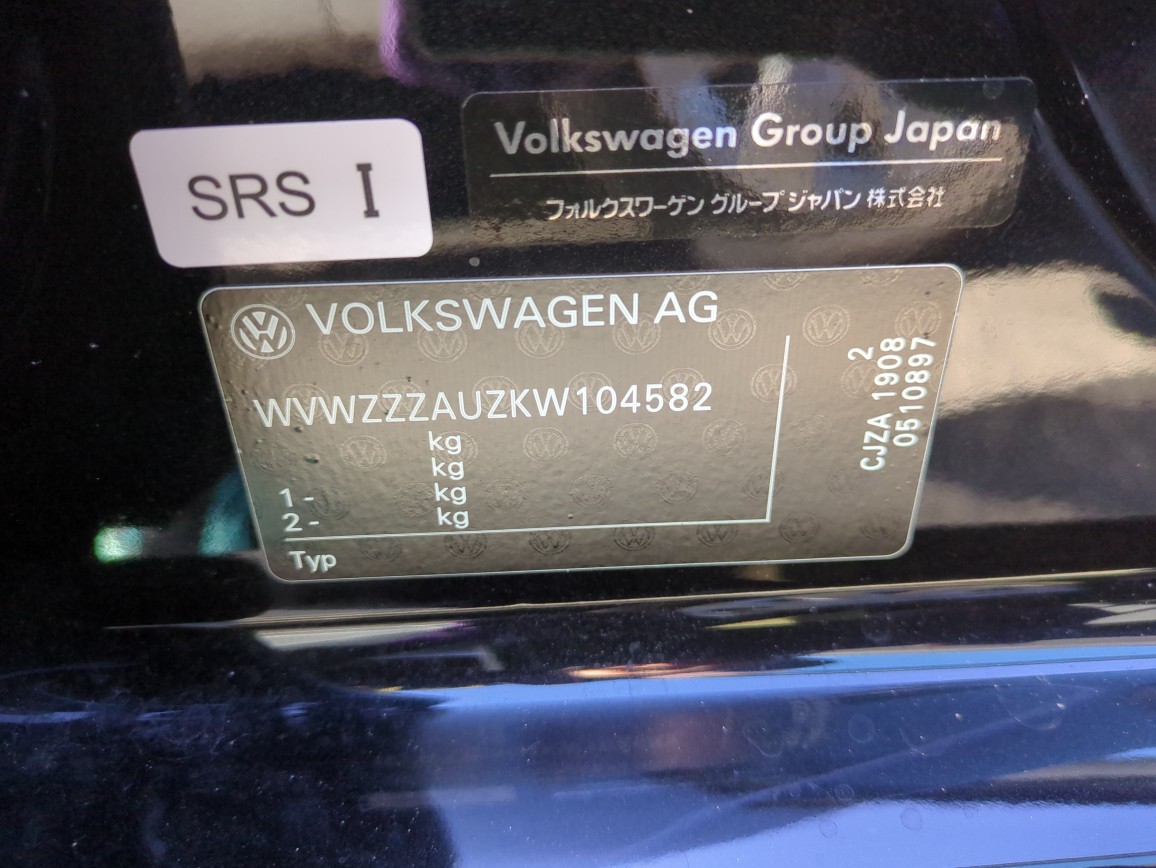 SRS I
Volkswagen Group Japan
フォルクスワーゲン グループ ジャパン 株式会社
VOLKSWAGEN AG
WVWZZZAUZKW104582
kg
kg
1 - kg
2 - kg
Typ
2
CJZA 1908
0510897